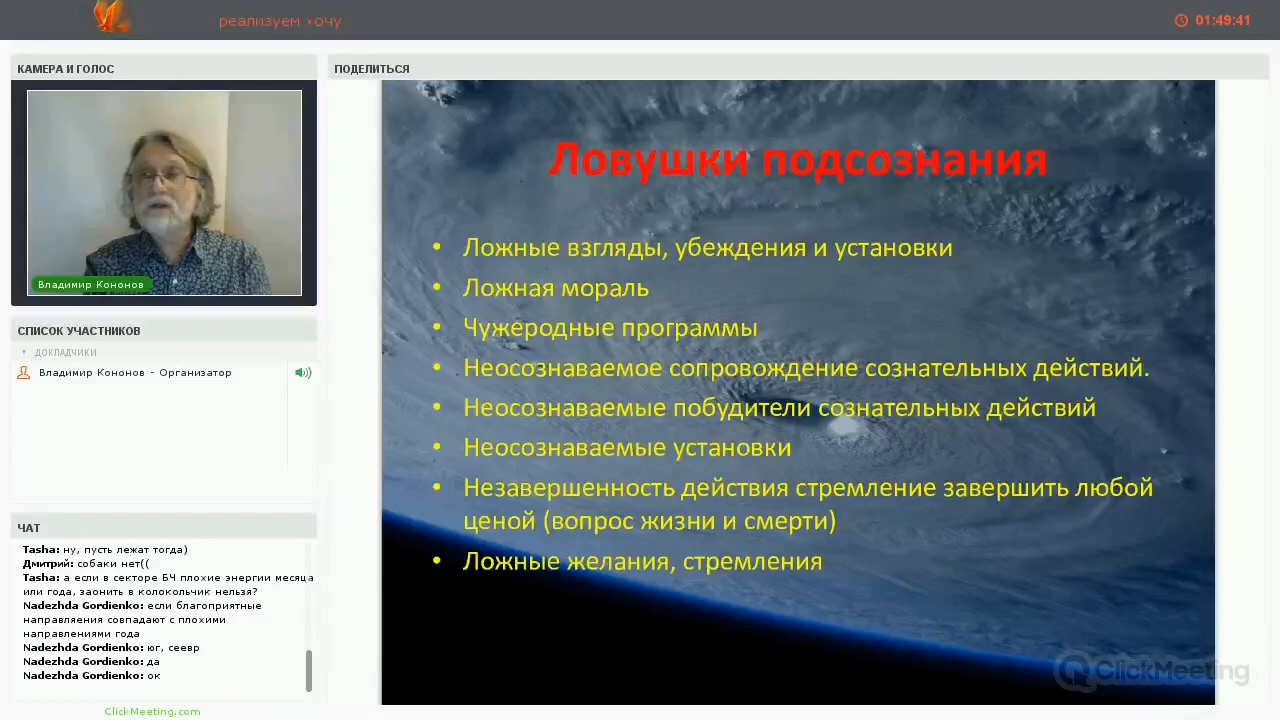 реализуем хочу
01:49:41
КАМЕРА И ГОЛОС
Владимир Кононов
СПИСОК УЧАСТНИКОВ
ДОКЛАДЧИКИ
Владимир Кононов - Организатор
ЧАТ
Tasha: ну, пусть лежат тогда)
Дмитрий: собаки нет((
Tasha: а если в секторе БЧ плохие энергии месяца
или года, заонить в колокольчик нельзя?
Nadezhda Gordienko: если благоприятные
направляения совпадают с плохими
направлениями года
Nadezhda Gordienko: юг, сеевр
Nadezhda Gordienko: да
Nadezhda Gordienko: ок
ClickMeeting.com
ПОДЕЛИТЬСЯ
Ловушки подсознания
• Ложные взгляды, убеждения и установки
• Ложная мораль
• Чужеродные программы
• Неосознаваемое сопровождение сознательных действий.
• Неосознаваемые побудители сознательных действий
• Неосознаваемые установки
• Незавершенность действия стремление завершить любой
ценой (вопрос жизни и смерти)
• Ложные желания, стремления
ClickMeeting